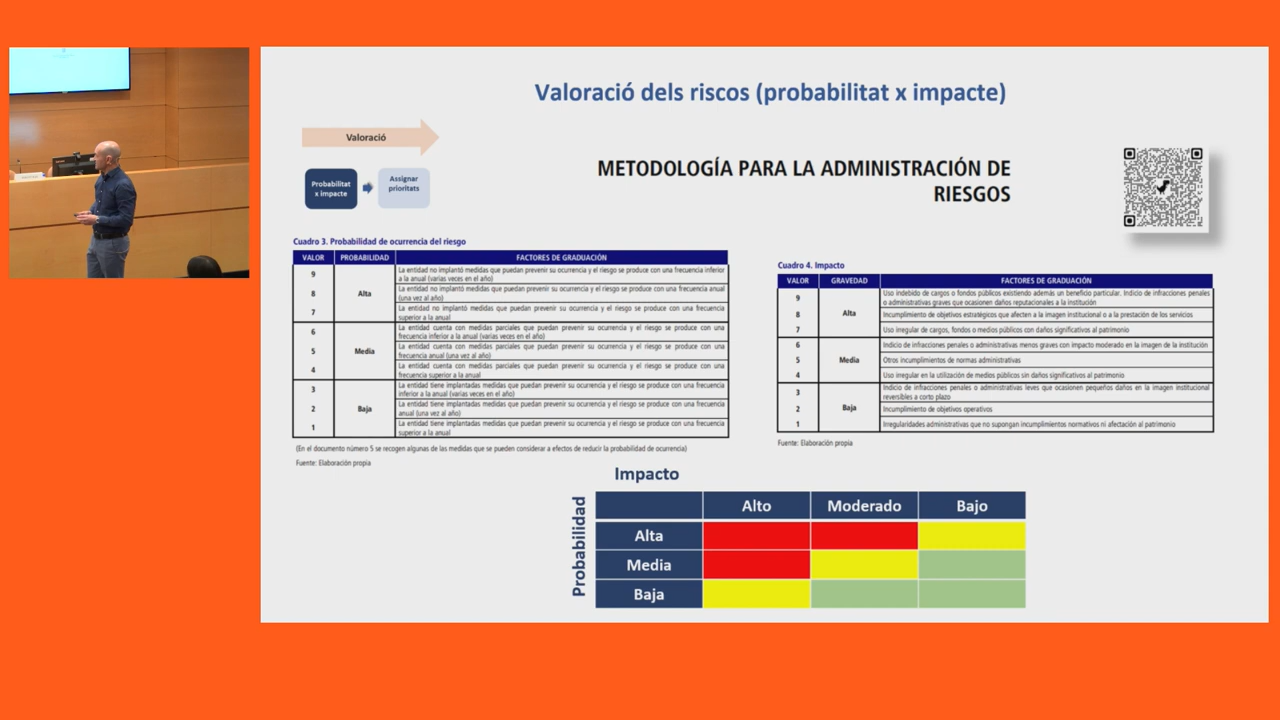 Valoració dels riscos (probabilitat x impacte)
Valoració
Probabilitat
x impacte
Assignar
prioritats
METODOLOGÍA PARA LA ADMINISTRACIÓN DE
RIESGOS
Cuadro 3. Probabilidad de ocurrencia del riesgo
VALOR PROBABILIDAD FACTORES DE GRADUACIÓN
9 La entidad no implantó medidas que puedan prevenir su ocurrencia y el riesgo se produce con una frecuencia inferior
a la anual (varias veces en el año)
8 Alta La entidad no implantó medidas que puedan prevenir su ocurrencia y el riesgo se produce con una frecuencia anual
(una vez al año)
7 La entidad no implantó medidas que puedan prevenir su ocurrencia y el riesgo se produce con una frecuencia
superior a la anual
6 La entidad cuenta con medidas parciales que puedan prevenir su ocurrencia y el riesgo se produce con una
frecuencia inferior a la anual (varias veces en el año)
5 Media La entidad cuenta con medidas parciales que puedan prevenir su ocurrencia y el riesgo se produce con una
frecuencia anual (una vez al año)
4 La entidad cuenta con medidas parciales que puedan prevenir su ocurrencia y el riesgo se produce con una
frecuencia superior a la anual
3 La entidad tiene implantadas medidas que puedan prevenir su ocurrencia y el riesgo se produce con una frecuencia
inferior a la anual (varias veces en el año)
2 Baja La entidad tiene implantadas medidas que puedan prevenir su ocurrencia y el riesgo se produce con una frecuencia
anual (una vez al año)
1 La entidad tiene implantadas medidas que puedan prevenir su ocurrencia y el riesgo se produce con una frecuencia
superior a la anual
(En el documento número 5 se recogen algunas de las medidas que se pueden considerar a efectos de reducir la probabilidad de ocurrencia)
Fuente: Elaboración propia
Cuadro 4. Impacto
VALOR GRAVEDAD FACTORES DE GRADUACIÓN
9 Uso indebido de cargos o fondos públicos existiendo además un beneficio particular. Indicio de infracciones penales
o administrativas graves que ocasionen daños reputacionales a la institución
8 Alta Incumplimiento de objetivos estratégicos que afecten a la imagen institucional o a la prestación de los servicios
7 Uso irregular de cargos, fondos o medios públicos con daños significativos al patrimonio
6 Indicio de infracciones penales o administrativas menos graves con impacto moderado en la imagen de la institución
5 Media Otros incumplimientos de normas administrativas
4 Uso irregular en la utilización de medios públicos sin daños significativos al patrimonio
3 Indicio de infracciones penales o administrativas leves que ocasionen pequeños daños en la imagen institucional
reversibles a corto plazo
2 Baja Incumplimiento de objetivos operativos
1 Irregularidades administrativas que no supongan incumplimientos normativos ni afectación al patrimonio
Fuente: Elaboración propia
Impacto
Probabilidad
Alto Moderado Bajo
Alta
Media
Baja